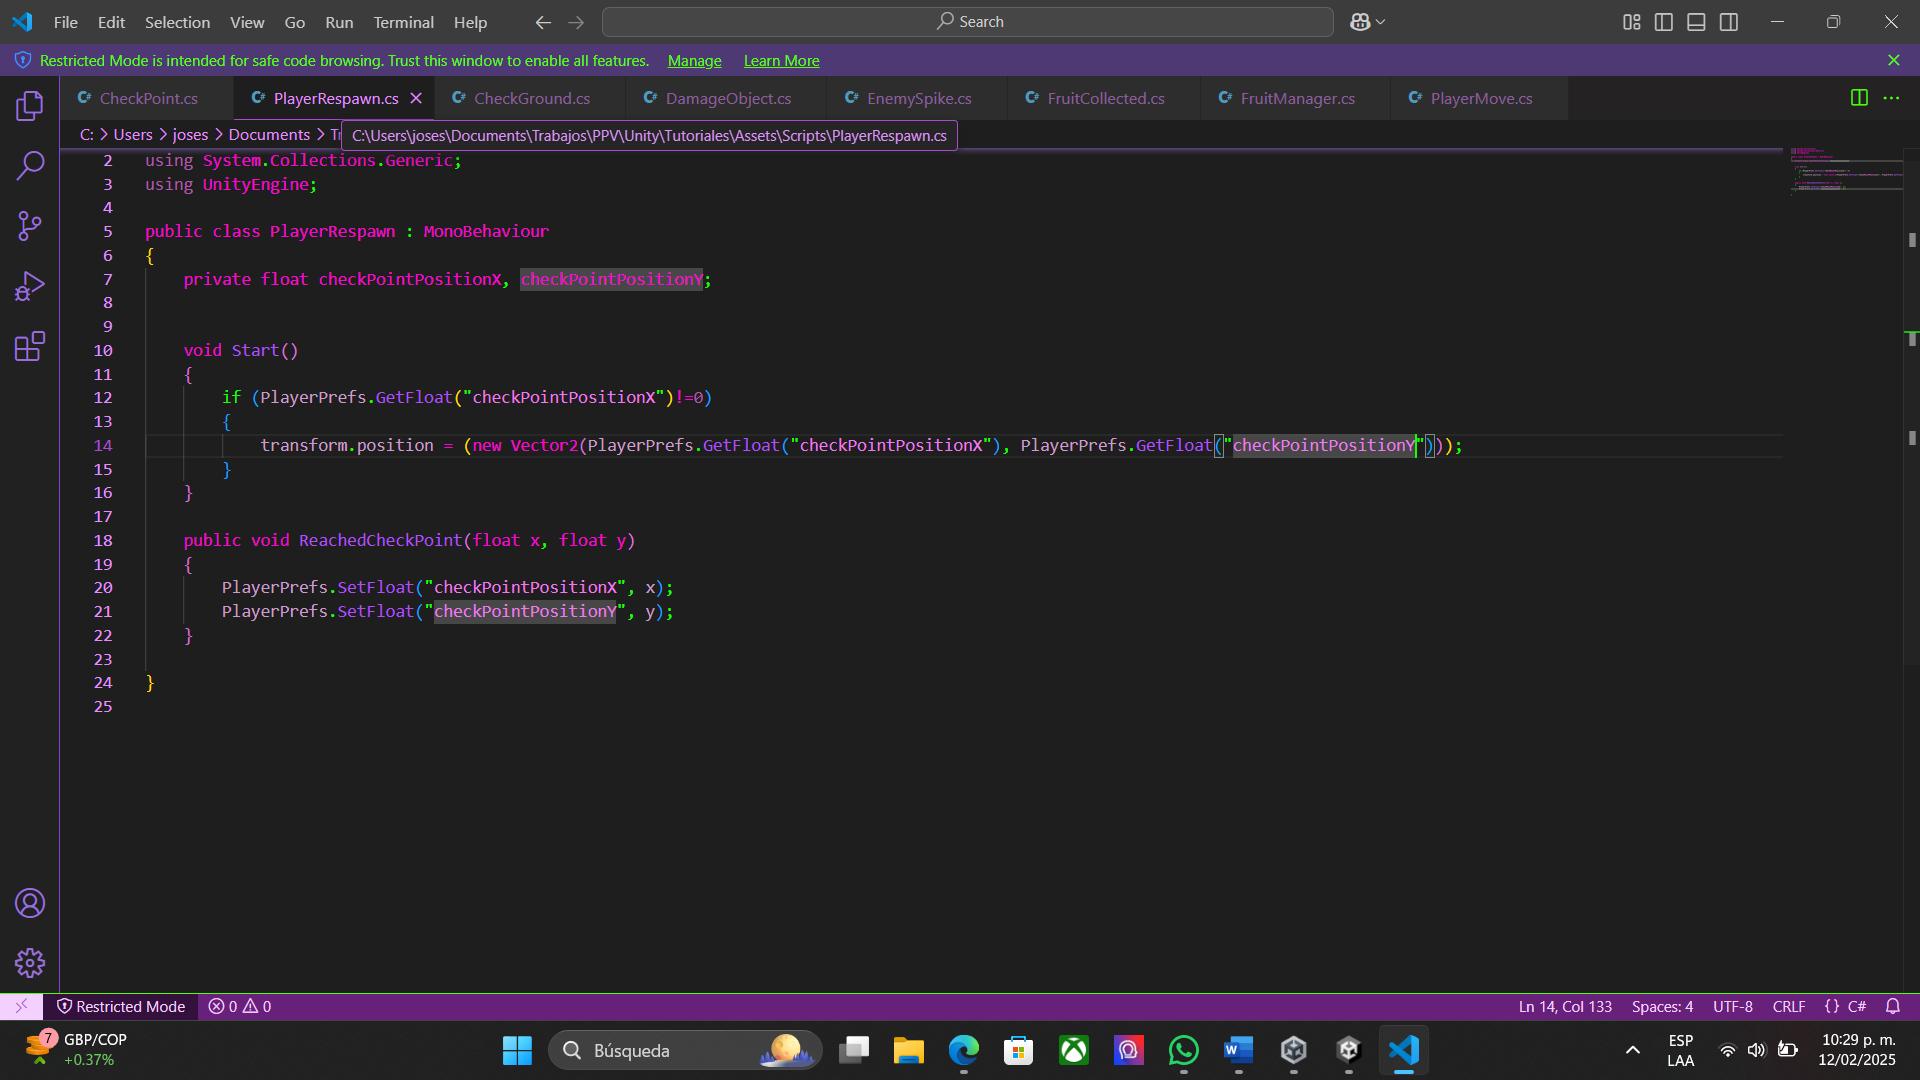 File Edit Selection View Go Run Terminal Help Search
Restricted Mode is intended for safe code browsing. Trust this window to enable all features. Manage Learn More
CheckPoint.cs PlayerRespawn.cs CheckGround.cs DamageObject.cs EnemySpike.cs FruitCollected.cs FruitManager.cs PlayerMove.cs
C: > Users > joses > Documents > Tr
C:\Users\joses\Documents\Trabajos\PPV\Unity\Tutoriales\Assets\Scripts\PlayerRespawn.cs
2 using System.Collections.Generic;
3 using UnityEngine;
4
5 public class PlayerRespawn : MonoBehaviour
6 {
7 private float checkPointPositionX, checkPointPositionY;
8
9
10 void Start()
11 {
12 if (PlayerPrefs.GetFloat("checkPointPositionX")!=0)
13 {
14 transform.position = (new Vector2(PlayerPrefs.GetFloat("checkPointPositionX"), PlayerPrefs.GetFloat("checkPointPositionY")));
15 }
16 }
17
18 public void ReachedCheckPoint(float x, float y)
19 {
20 PlayerPrefs.SetFloat("checkPointPositionX", x);
21 PlayerPrefs.SetFloat("checkPointPositionY", y);
22 }
23
24 }
25
Restricted Mode 0 0 Ln 14, Col 133 Spaces: 4 UTF-8 CRLF {} C#
7 GBP/COP
+0.37%
Búsqueda
ESP
LAA
10:29 p. m.
12/02/2025